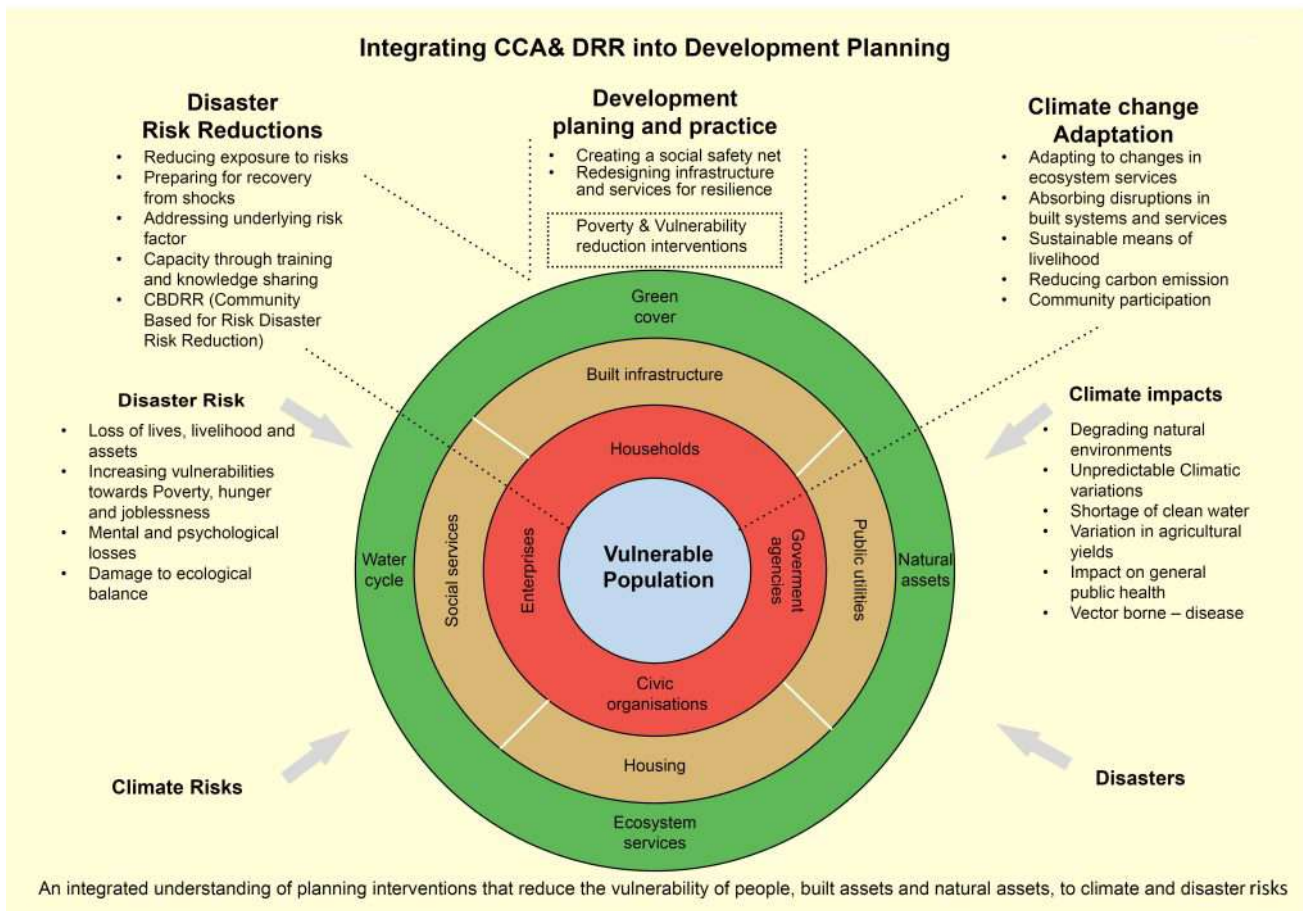 Integrating CCA& DRR into Development Planning
Disaster
Risk Reductions
• Reducing exposure to risks
• Preparing for recovery
from shocks
• Addressing underlying risk
factor
• Capacity through training
and knowledge sharing
• CBDRR (Community
Based for Risk Disaster
Risk Reduction)
Development
planing and practice
• Creating a social safety net
• Redesigning infrastructure
and services for resilience
Poverty & Vulnerability
reduction interventions
Climate change
Adaptation
• Adapting to changes in
ecosystem services
• Absorbing disruptions in
built systems and services
• Sustainable means of
livelihood
• Reducing carbon emission
• Community participation
Disaster Risk
• Loss of lives, livelihood and
assets
• Increasing vulnerabilities
towards Poverty, hunger
and joblessness
• Mental and psychological
losses
• Damage to ecological
balance
Green
cover
Built infrastructure
Households
Water
cycle
Social services
Enterprises
Vulnerable
Population
Goverment
agencies
Public utilities
Natural
assets
Civic
organisations
Housing
Ecosystem
services
Climate impacts
• Degrading natural
environments
• Unpredictable Climatic
variations
• Shortage of clean water
• Variation in agricultural
yields
• Impact on general
public health
• Vector borne – disease
Climate Risks
Disasters
An integrated understanding of planning interventions that reduce the vulnerability of people, built assets and natural assets, to climate and disaster risks